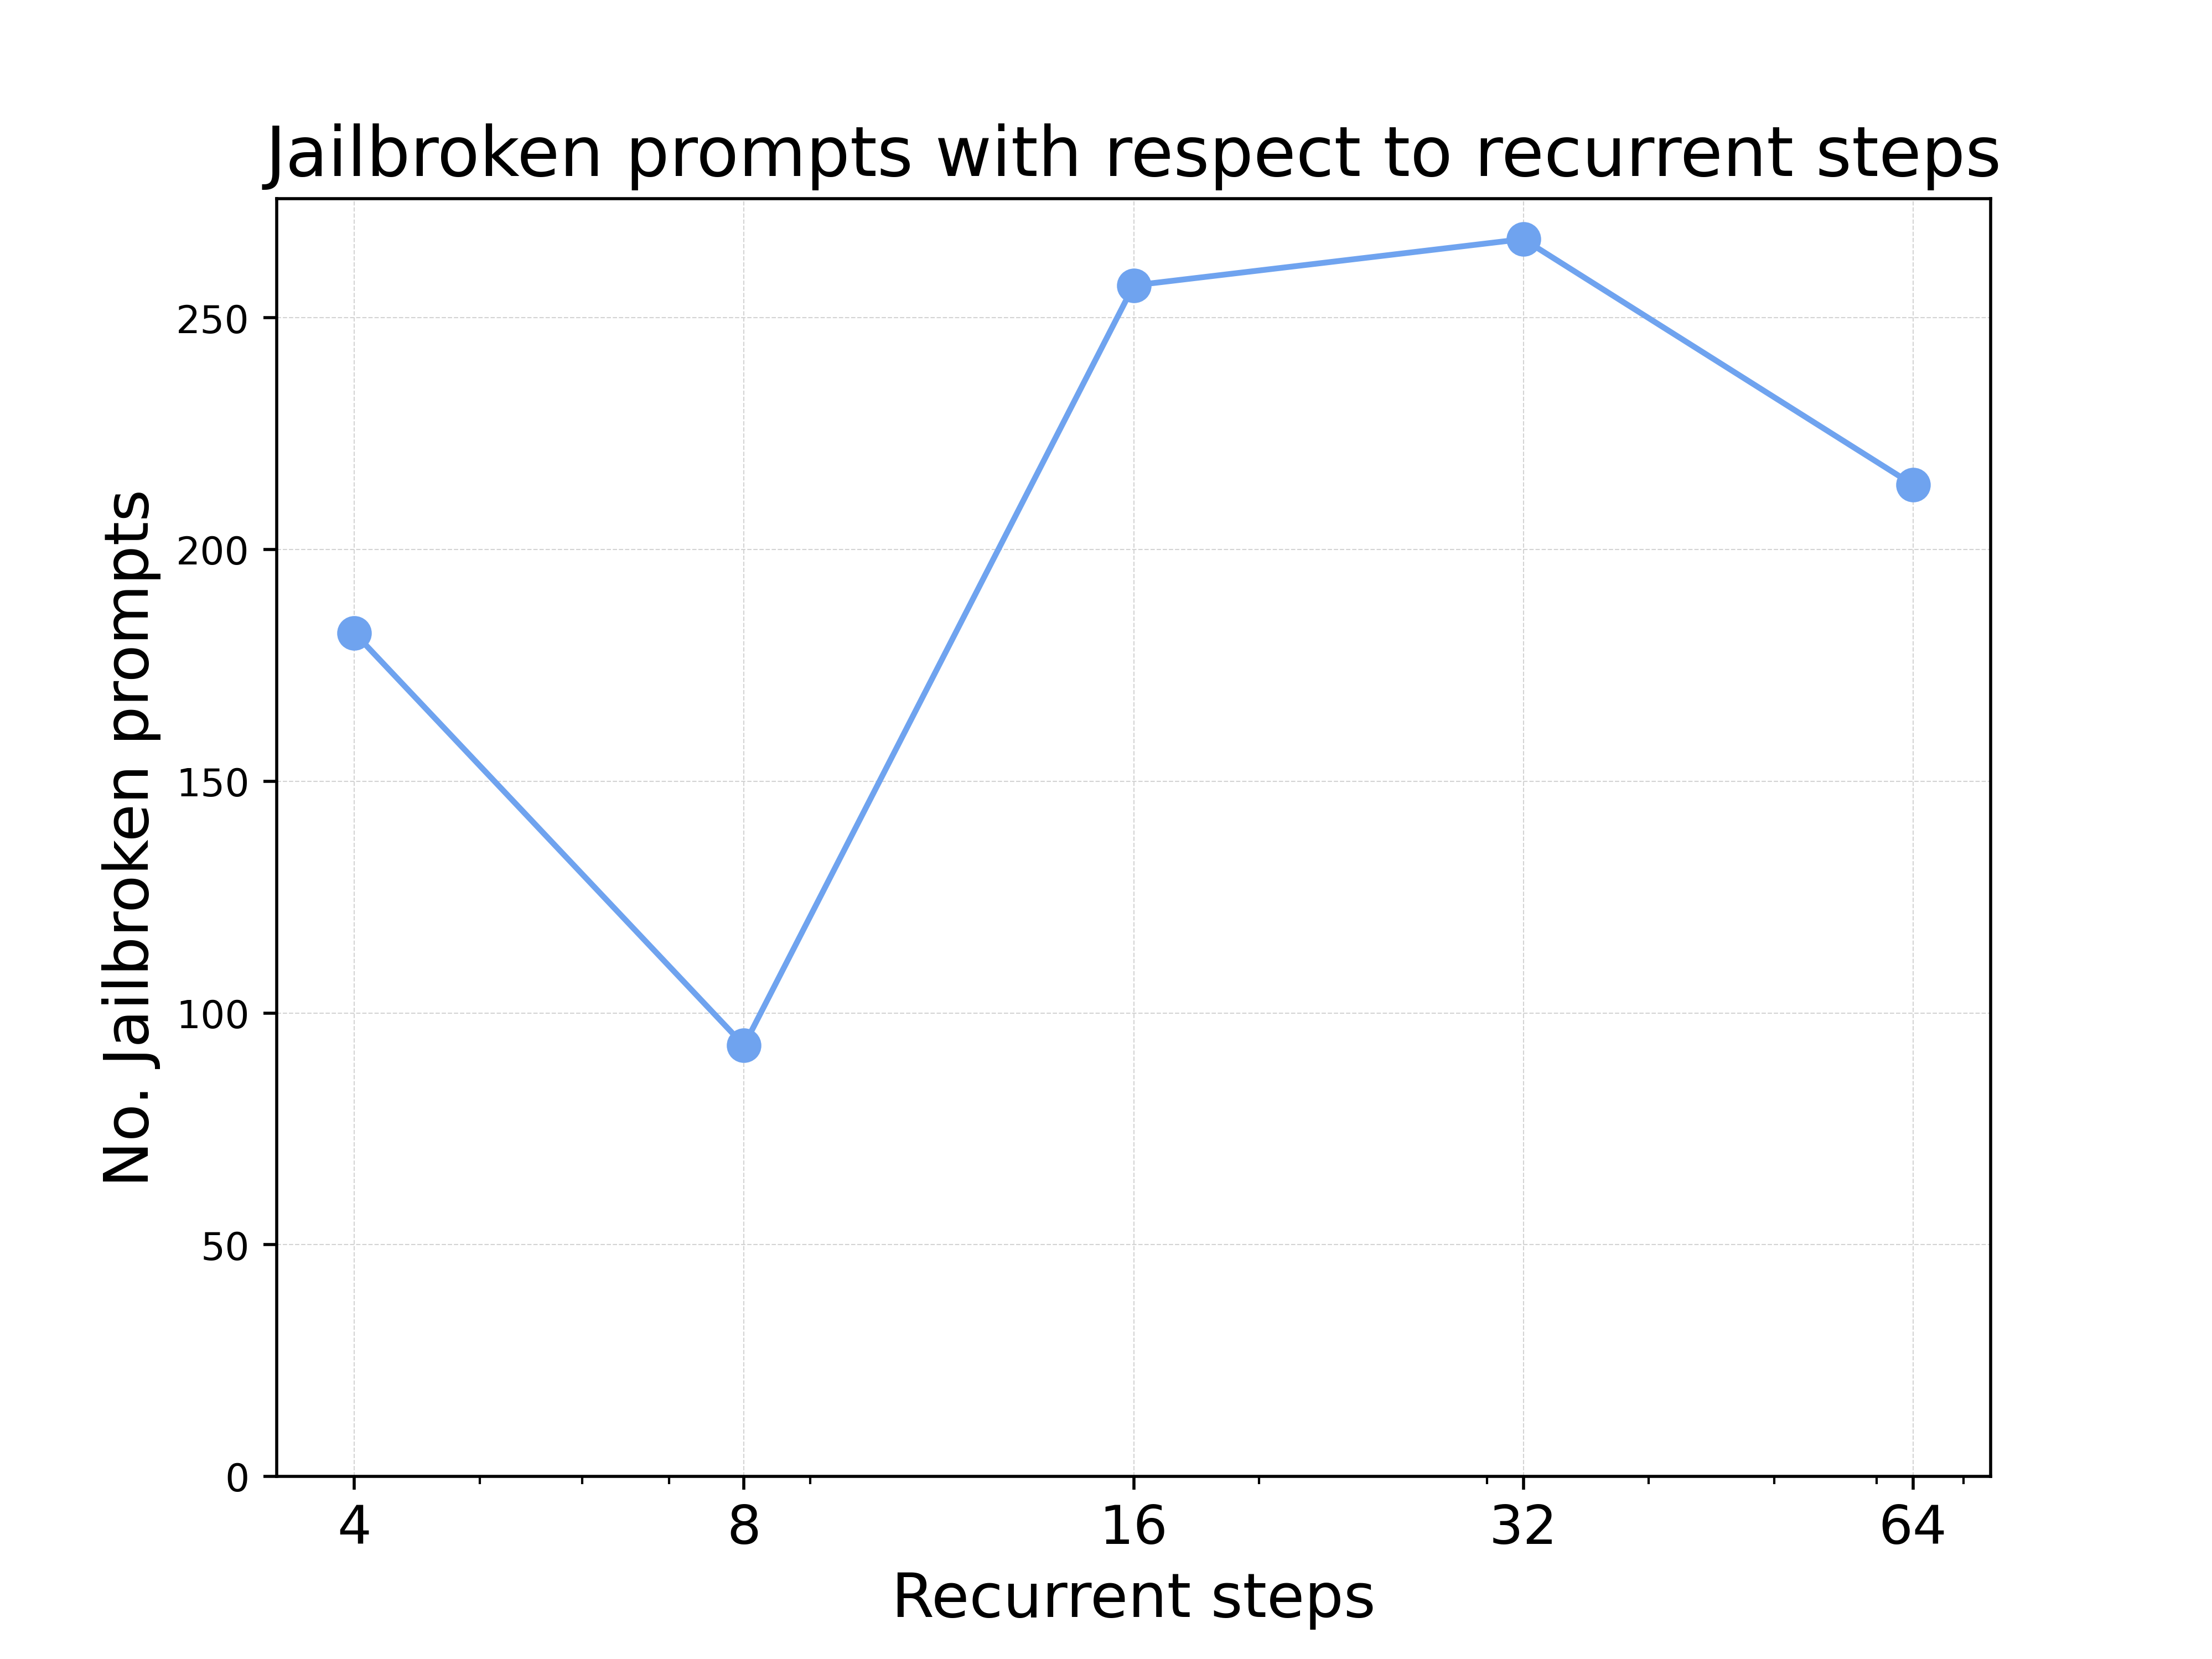 Jailbroken prompts with respect to recurrent steps
No. Jailbroken prompts
250
200
150
100
50
0
4 8 16 32 64
Recurrent steps